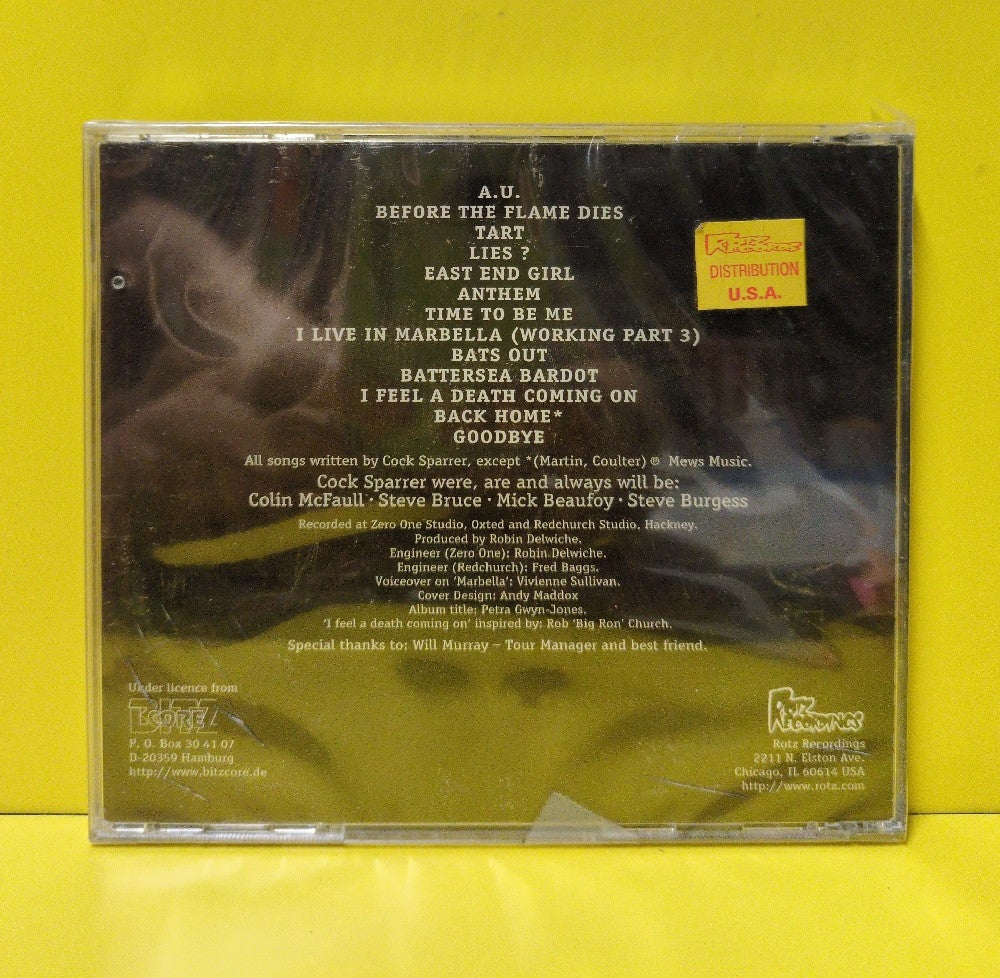 A.U.
BEFORE THE FLAME DIES
TART
LIES ?
EAST END GIRL
ANTHEM
TIME TO BE ME
I LIVE IN MARBELLA (WORKING PART 3)
BATS OUT
BATTERSEA BARDOT
I FEEL A DEATH COMING ON
BACK HOME*
GOODBYE
ROTZ RECORDS
DISTRIBUTION
U.S.A.
All songs written by Cock Sparrer, except *(Martin, Coulter) ℗ Mews Music.
Cock Sparrer were, are and always will be:
Colin McFaull · Steve Bruce · Mick Beaufoy · Steve Burgess
Recorded at Zero One Studio, Oxted and Redchurch Studio, Hackney.
Produced by Robin Delwiche.
Engineer (Zero One): Robin Delwiche.
Engineer (Redchurch): Fred Baggs.
Voiceover on 'Marbella': Vivienne Sullivan.
Cover Design: Andy Maddox
Album title: Petra Gwyn-Jones.
'I feel a death coming on' inspired by: Rob 'Big Ron' Church.
Special thanks to: Will Murray – Tour Manager and best friend.
Under licence from
BITZ CORE
P. O. Box 30 41 07
D-20359 Hamburg
http://www.bitzcore.de
ROTZ RECORDINGS
Rotz Recordings
2211 N. Elston Ave.
Chicago, IL 60614 USA
http://www.rotz.com